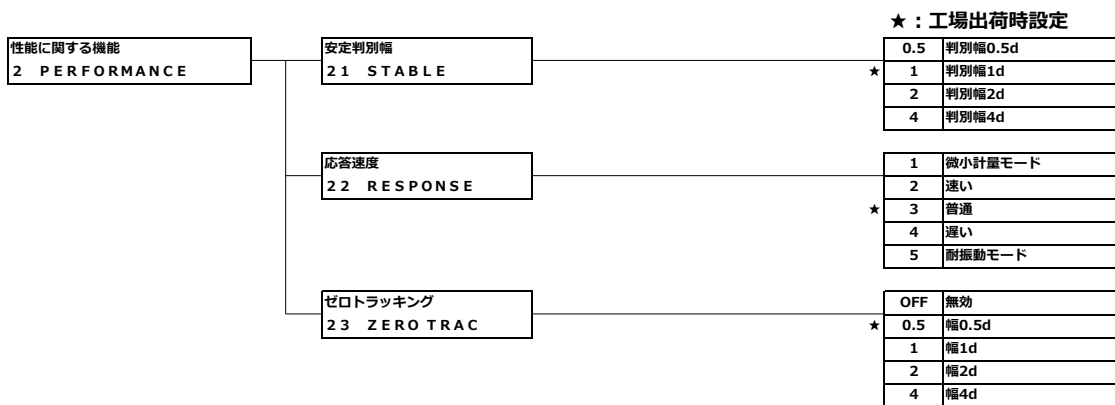 ★：工場出荷時設定
性能に関する機能
2 PERFORMANCE
安定判別幅
21 STABLE
0.5 判別幅0.5d
★ 1 判別幅1d
2 判別幅2d
4 判別幅4d
応答速度
22 RESPONSE
1 微小計量モード
2 速い
★ 3 普通
4 遅い
5 耐振動モード
ゼロトラッキング
23 ZERO TRAC
OFF 無効
★ 0.5 幅0.5d
1 幅1d
2 幅2d
4 幅4d